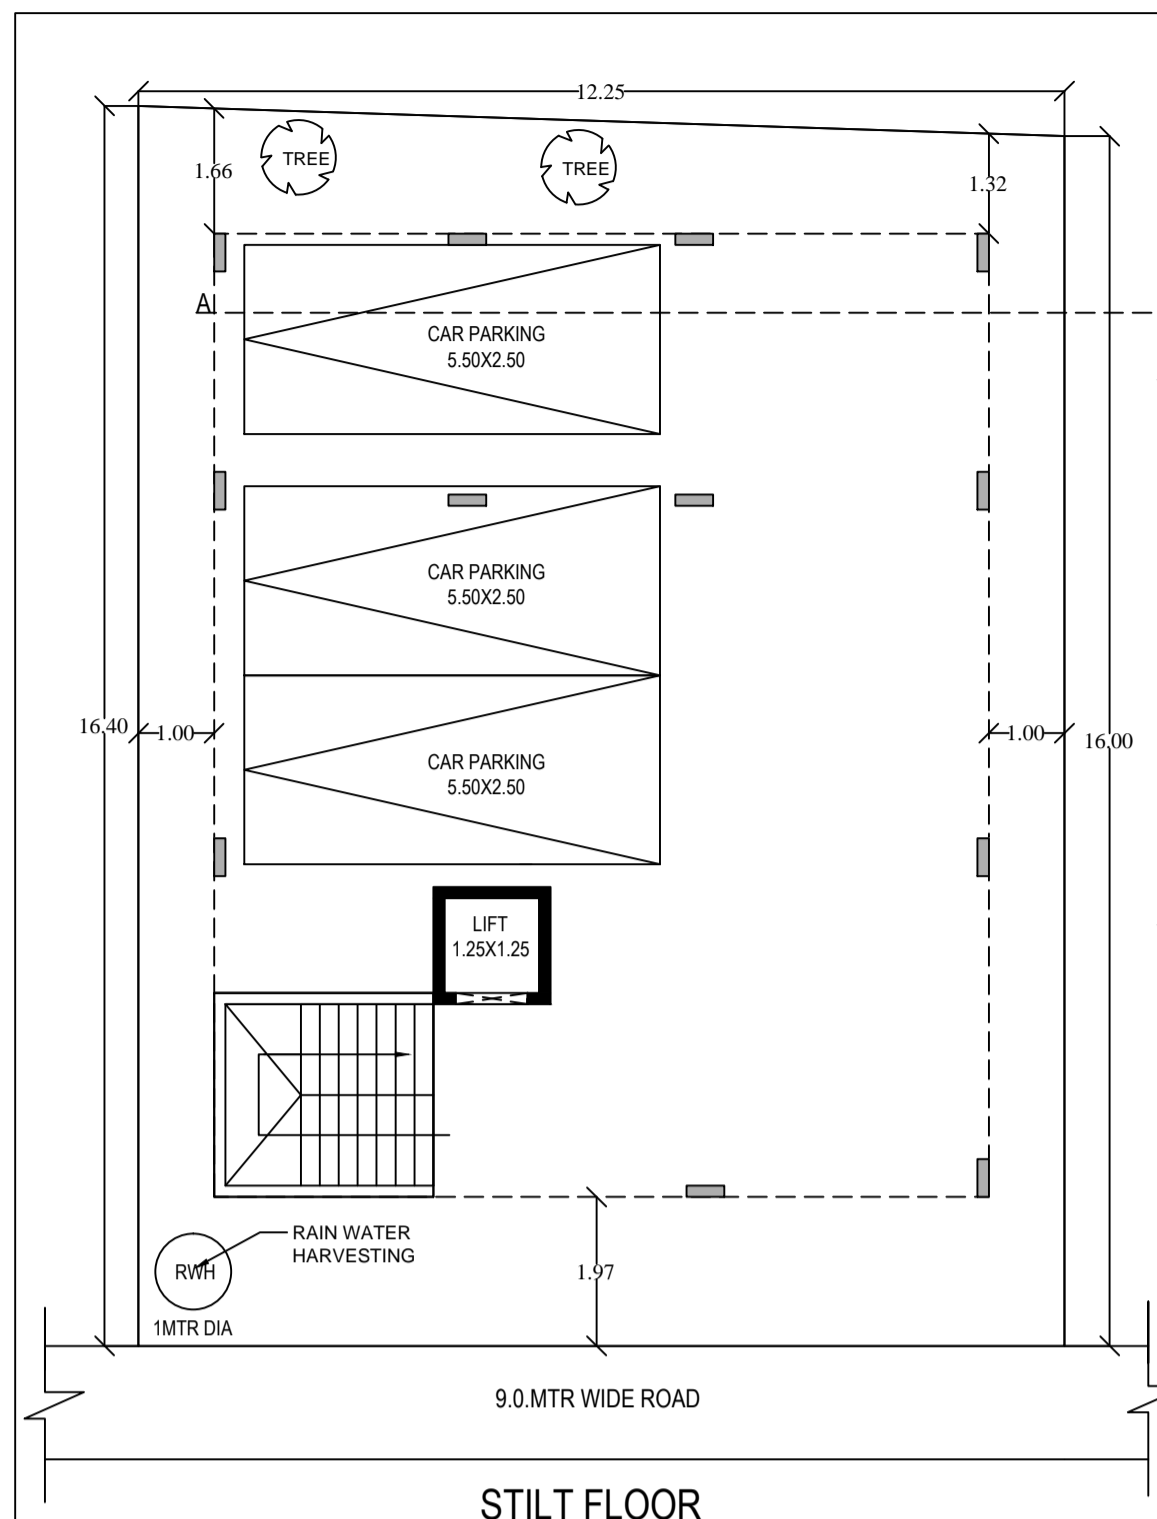 12.25
TREE
TREE
1.66
1.32
A
CAR PARKING
5.50X2.50
CAR PARKING
5.50X2.50
16.40
1.00
1.00
16.00
CAR PARKING
5.50X2.50
LIFT
1.25X1.25
RAIN WATER
HARVESTING
RWH
1.97
1MTR DIA
9.0.MTR WIDE ROAD
STILT FLOOR